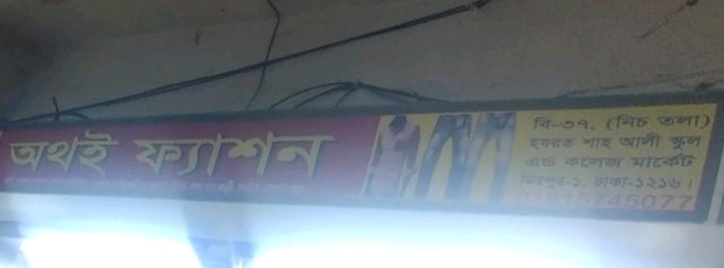 অথই ফ্যাশন
বি-৩৭, (নিচ তলা)
হযরত শাহ আলী স্কুল
এন্ড কলেজ মার্কেট
মিরপুর-১, ঢাকা-১২১৬।